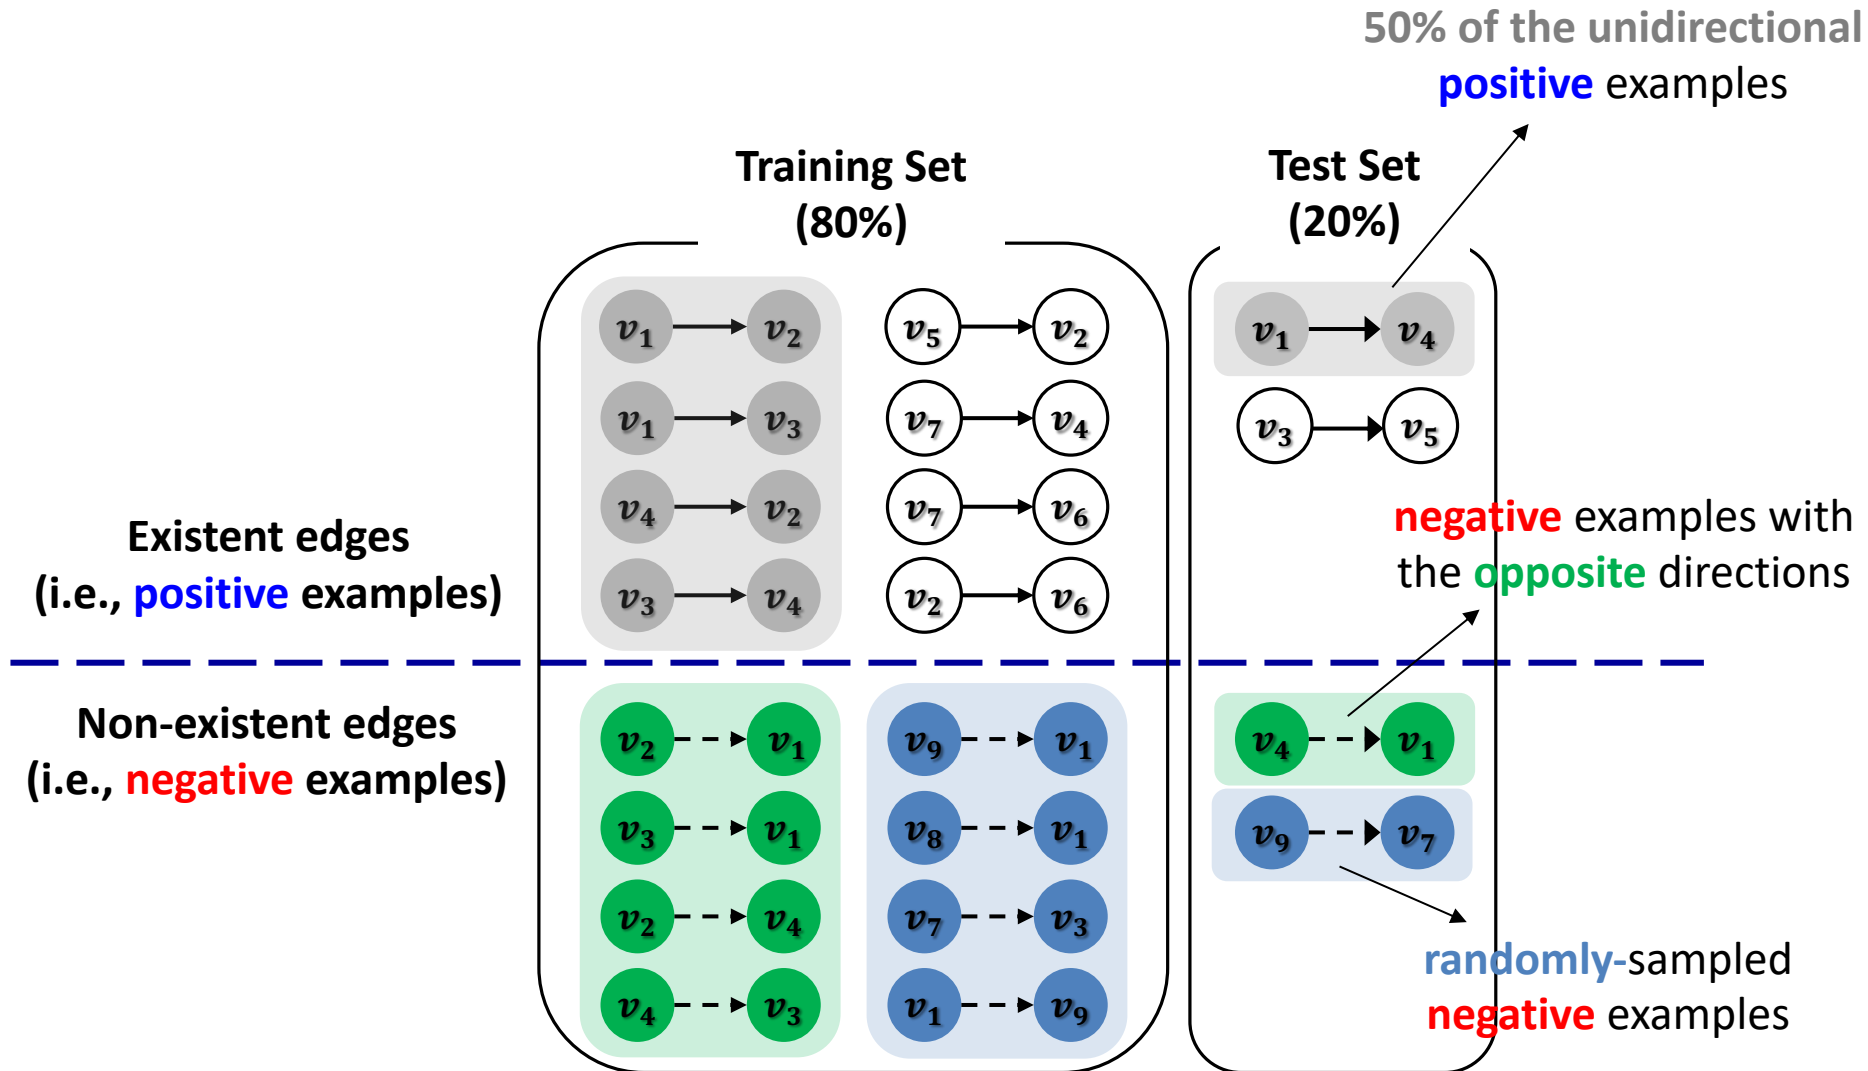 50% of the unidirectional
positive examples
Training Set
(80%)
Test Set
(20%)
v1 v2 v5 v2 v1 v4
v1 v3 v7 v4 v3 v5
v4 v2 v7 v6
v3 v4 v2 v6
Existent edges
(i.e., positive examples)
negative examples with
the opposite directions
Non-existent edges
(i.e., negative examples)
v2 v1 v9 v1 v4 v1
v3 v1 v8 v1 v9 v7
v2 v4 v7 v3
v4 v3 v1 v9
randomly-sampled
negative examples